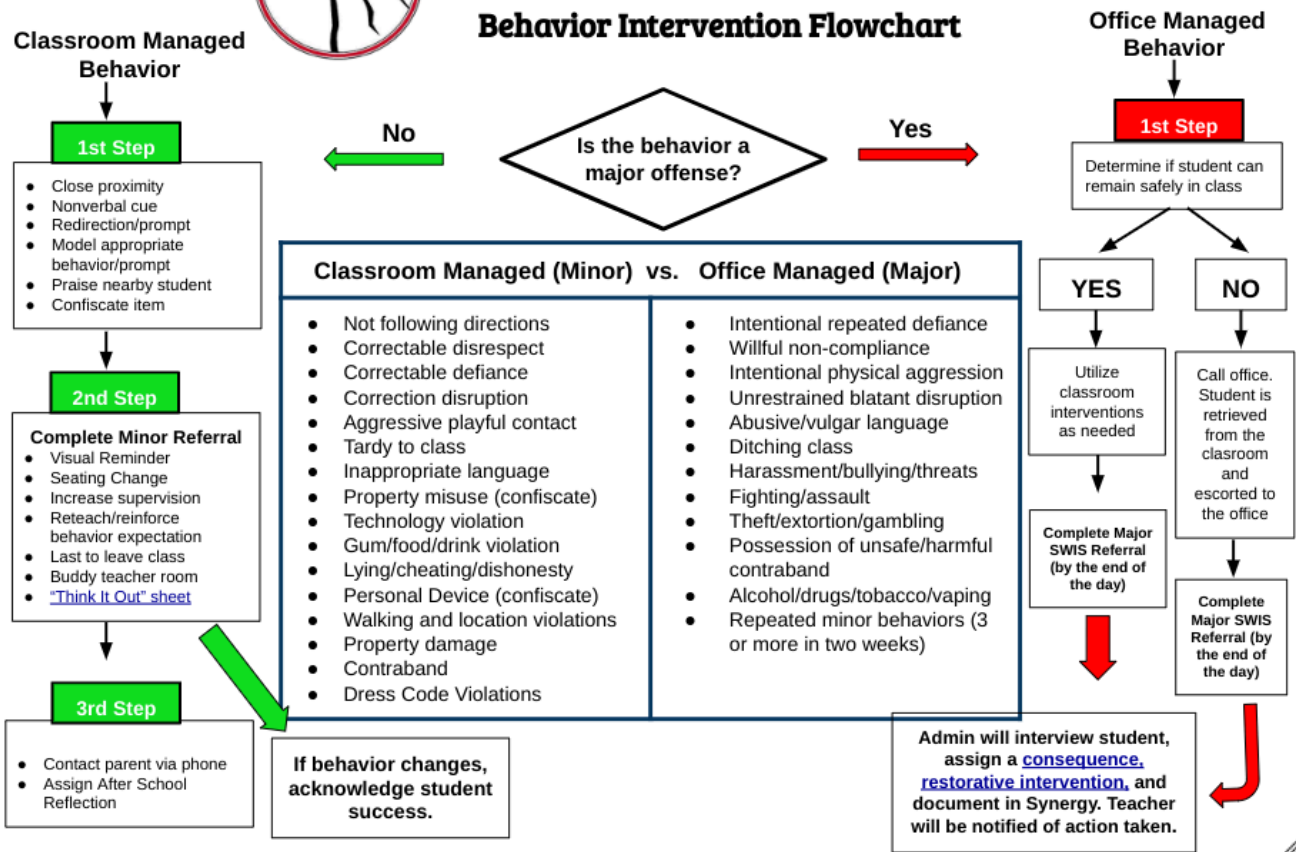 Behavior Intervention Flowchart
Classroom Managed
Behavior
1st Step
● Close proximity
● Nonverbal cue
● Redirection/prompt
● Model appropriate
behavior/prompt
● Praise nearby student
● Confiscate item
2nd Step
Complete Minor Referral
● Visual Reminder
● Seating Change
● Increase supervision
● Reteach/reinforce
behavior expectation
● Last to leave class
● Buddy teacher room
● “Think It Out” sheet
3rd Step
● Contact parent via phone
● Assign After School
Reflection
If behavior changes,
acknowledge student
success.
No
Is the behavior a
major offense?
Yes
Classroom Managed (Minor) vs. Office Managed (Major)
● Not following directions
● Correctable disrespect
● Correctable defiance
● Correction disruption
● Aggressive playful contact
● Tardy to class
● Inappropriate language
● Property misuse (confiscate)
● Technology violation
● Gum/food/drink violation
● Lying/cheating/dishonesty
● Personal Device (confiscate)
● Walking and location violations
● Property damage
● Contraband
● Dress Code Violations
● Intentional repeated defiance
● Willful non-compliance
● Intentional physical aggression
● Unrestrained blatant disruption
● Abusive/vulgar language
● Ditching class
● Harassment/bullying/threats
● Fighting/assault
● Theft/extortion/gambling
● Possession of unsafe/harmful
contraband
● Alcohol/drugs/tobacco/vaping
● Repeated minor behaviors (3
or more in two weeks)
Office Managed
Behavior
1st Step
Determine if student can
remain safely in class
YES
Utilize
classroom
interventions
as needed
Complete Major
SWIS Referral
(by the end of
the day)
NO
Call office.
Student is
retrieved
from the
clasroom
and
escorted to
the office
Complete
Major SWIS
Referral (by
the end of
the day)
Admin will interview student,
assign a consequence,
restorative intervention, and
document in Synergy. Teacher
will be notified of action taken.